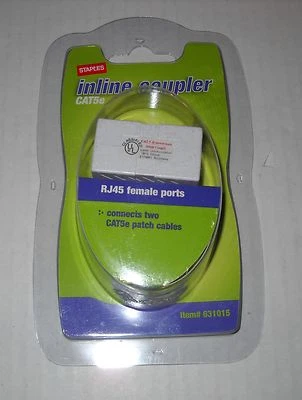 STAPLES
inline coupler
CAT5e
RJ45 female ports
: connects two
CAT5e patch cables
Item# 631015